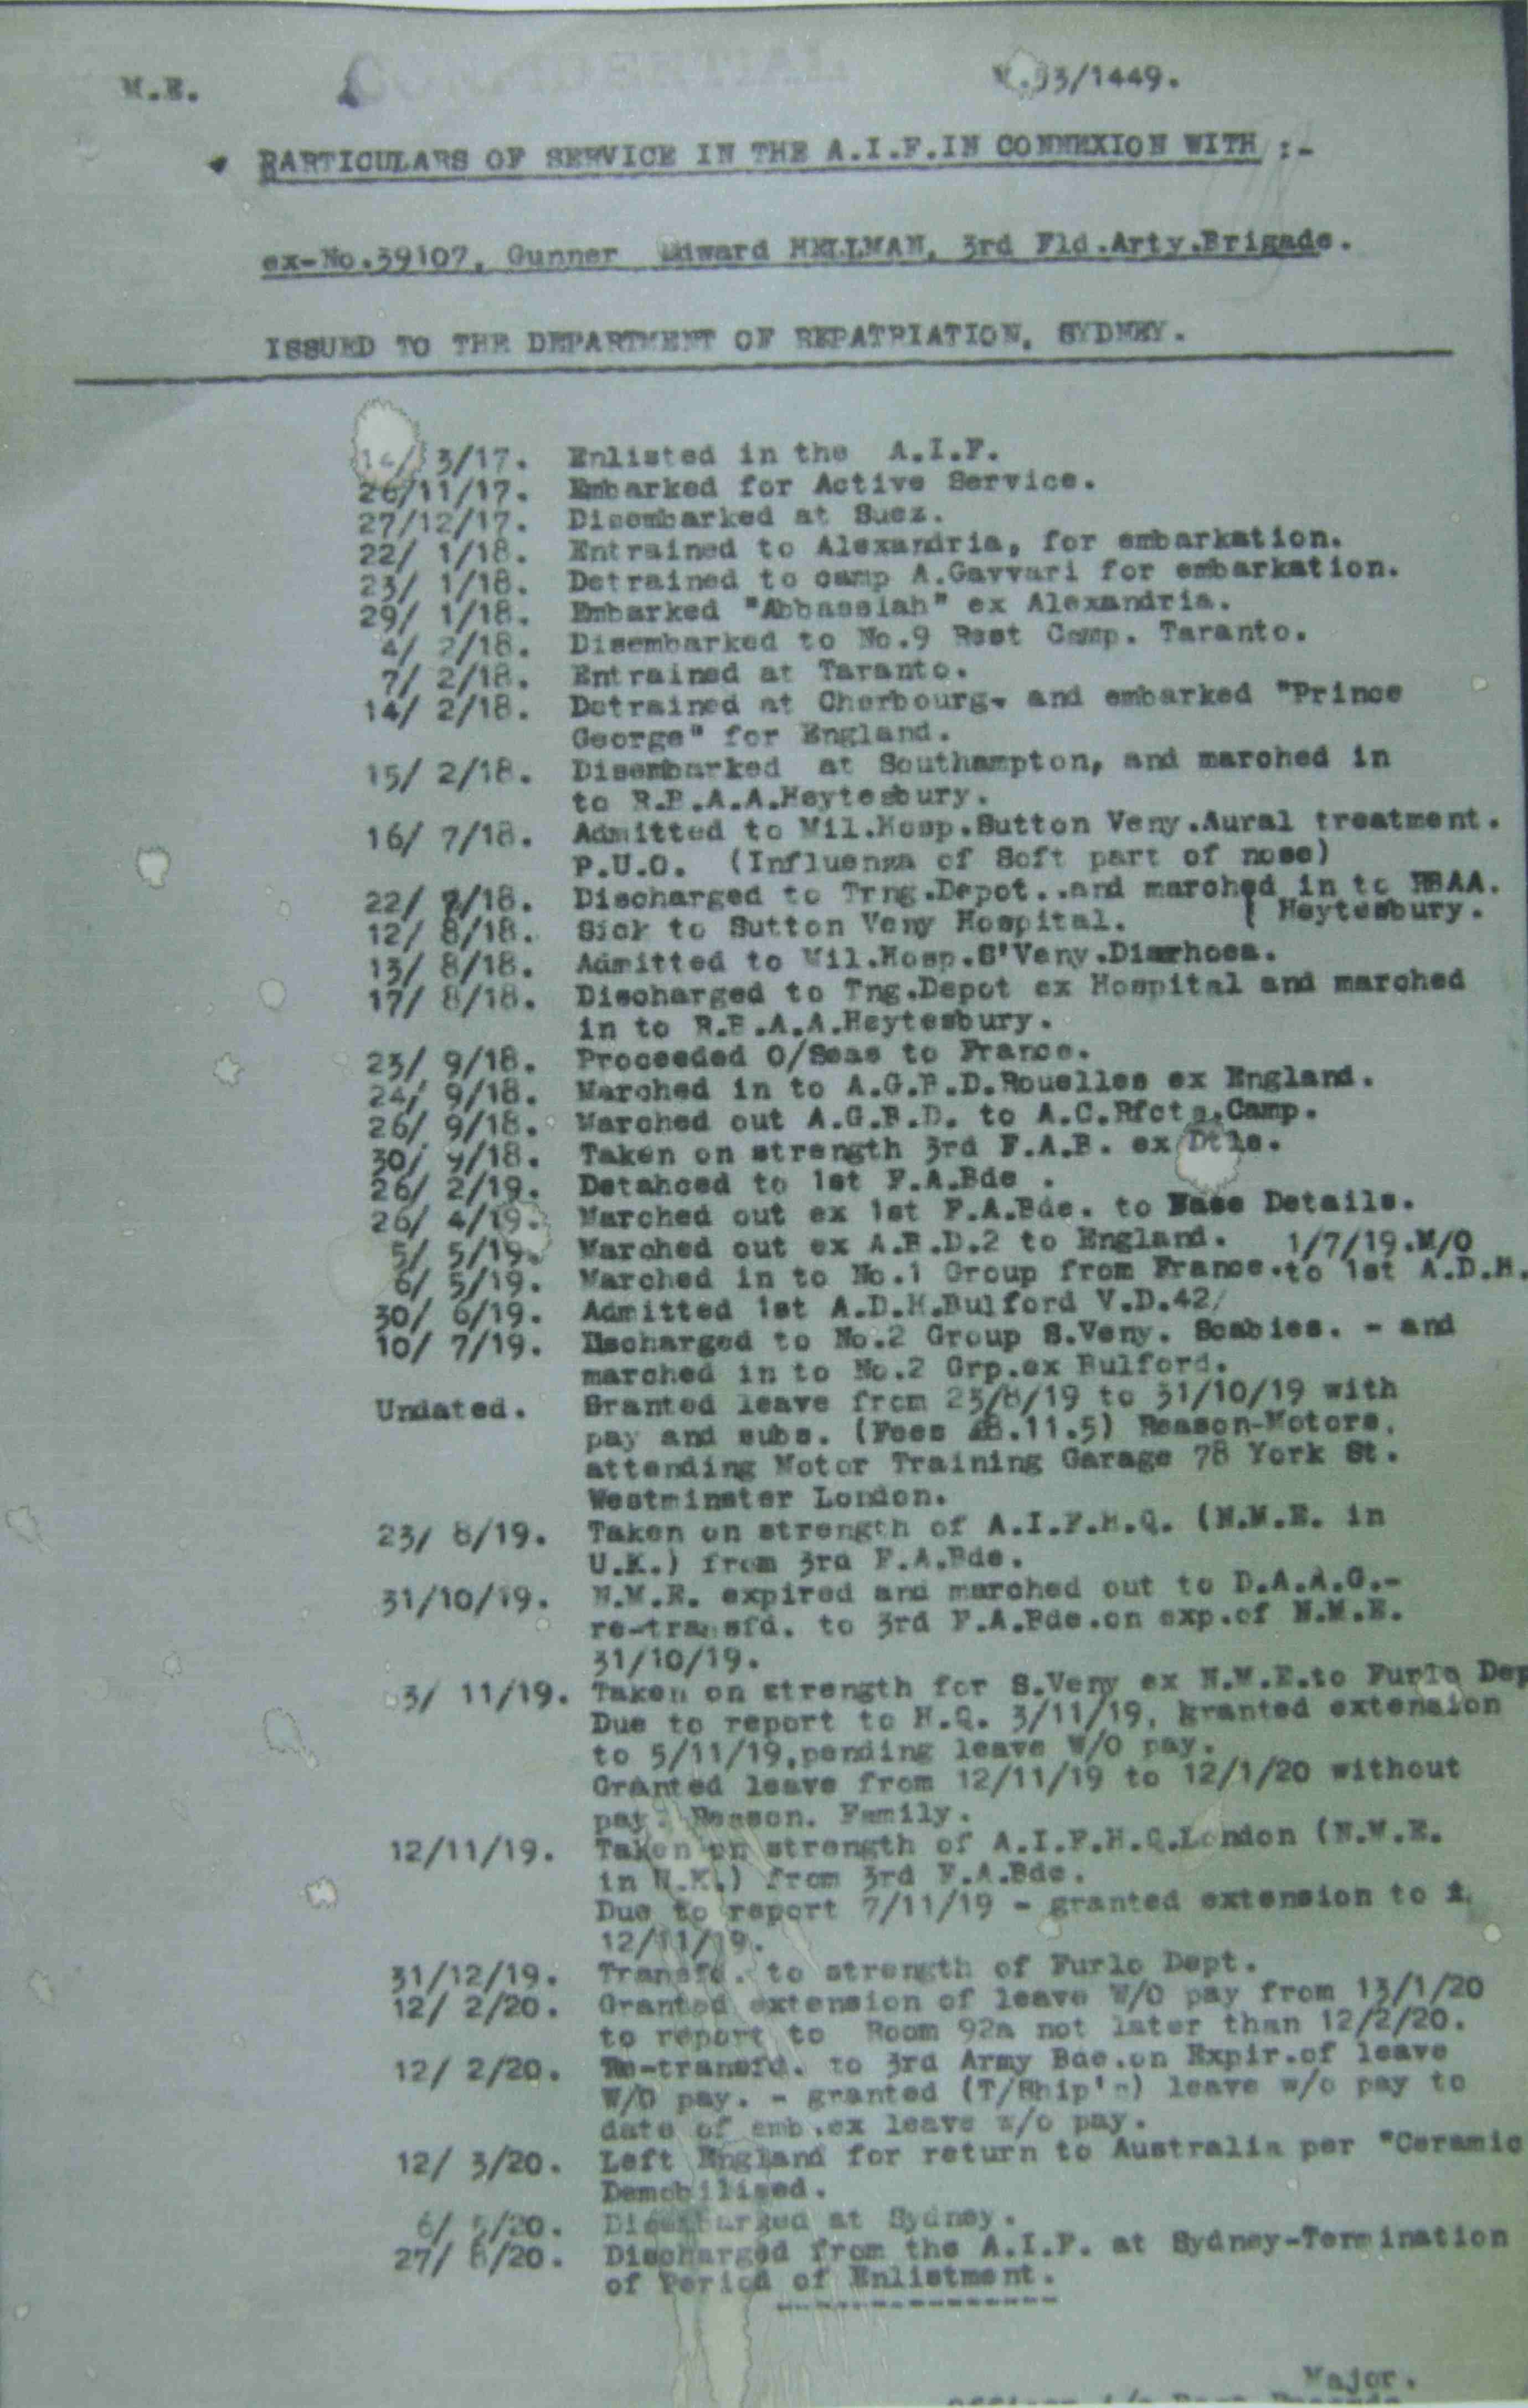 M.E. /1449.
PARTICULARS OF SERVICE IN THE A.I.F.IN CONNEXION WITH :-
ex-No.39107, Gunner Edward HELLMAN, 3rd Fld.Arty.Brigade.
ISSUED TO THE DEPARTMENT OF REPATRIATION, SYDNEY.
3/17. Enlisted in the A.I.F.
26/11/17. Embarked for Active Service.
27/12/17. Disembarked at Suez.
22/ 1/18. Entrained to Alexandria, for embarkation.
23/ 1/18. Detrained to camp A.Gavvari for embarkation.
29/ 1/18. Embarked "Abbassiah" ex Alexandria.
4/ 2/18. Disembarked to No.9 Rest Camp. Taranto.
7/ 2/18. Entrained at Taranto.
14/ 2/18. Detrained at Cherbourg- and embarked "Prince
George" for England.
15/ 2/18. Disembarked at Southampton, and marched in
to R.B.A.A.Heytesbury.
16/ 7/18. Admitted to Mil.Hosp.Sutton Veny.Aural treatment.
P.U.O. (Influenza of Soft part of nose)
22/ 7/18. Discharged to Trng.Depot..and marched in to RBAA.
{ Heytesbury.
12/ 8/18. Sick to Sutton Veny Hospital.
13/ 8/18. Admitted to Mil.Hosp.S'Veny.Diarrhoea.
17/ 8/18. Discharged to Tng.Depot ex Hospital and marched
in to R.B.A.A.Heytesbury.
23/ 9/18. Proceeded O/Seas to France.
24/ 9/18. Marched in to A.G.B.D.Rouelles ex England.
26/ 9/18. Marched out A.G.B.D. to A.C.Rfcts.Camp.
30/ 9/18. Taken on strength 3rd F.A.B. ex Dtls.
26/ 2/19. Detahced to 1st F.A.Bde .
26/ 4/19. Marched out ex 1st F.A.Bde. to Base Details.
5/ 5/19. Marched out ex A.B.D.2 to England. 1/7/19.M/O
6/ 5/19. Marched in to No.1 Group from France.to 1st A.D.H.
30/ 6/19. Admitted 1st A.D.H.Bulford V.D.42/
10/ 7/19. Dscharged to No.2 Group S.Veny. Scabies. - and
marched in to No.2 Grp.ex Bulford.
Undated. Granted leave from 23/8/19 to 31/10/19 with
pay and subs. (Fees £8.11.5) Reason-Motors,
attending Motor Training Garage 78 York St.
Westminster London.
23/ 8/19. Taken on strength of A.I.F.H.Q. (N.M.E. in
U.K.) from 3rd F.A.Bde.
31/10/19. N.M.E. expired and marched out to D.A.A.G.-
re-transfd. to 3rd F.A.Bde.on exp.of N.M.E.
31/10/19.
3/ 11/19. Taken on strength for S.Veny ex N.M.E.to Furlo Dep
Due to report to H.Q. 3/11/19, granted extension
to 5/11/19,pending leave W/O pay.
Granted leave from 12/11/19 to 12/1/20 without
pay. Reason. Family.
12/11/19. Taken on strength of A.I.F.H.Q.London (N.M.E.
in U.K.) from 3rd F.A.Bde.
Due to report 7/11/19 - granted extension to
12/11/19.
31/12/19. Transfd. to strength of Furlo Dept.
12/ 2/20. Granted extension of leave W/O pay from 13/1/20
to report to Room 92a not later than 12/2/20.
12/ 2/20. Re-transfd. to 3rd Army Bde.on Expir.of leave
W/O pay. - granted (T/Ship's) leave w/o pay to
date of emb.ex leave w/o pay.
12/ 3/20. Left England for return to Australia per "Ceramic
Demobilised.
6/ 5/20. Disembarked at Sydney.
27/ 8/20. Discharged from the A.I.F. at Sydney-Termination
of Period of Enlistment.
Major.